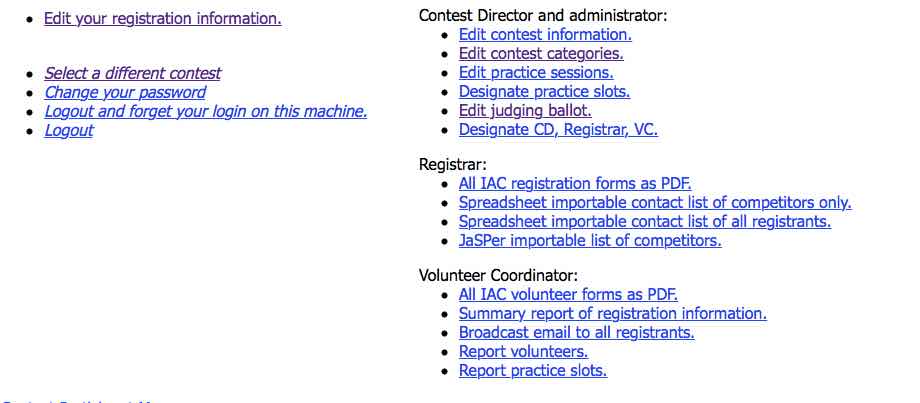 Edit your registration information.
Select a different contest
Change your password
Logout and forget your login on this machine.
Logout
Contest Director and administrator:
Edit contest information.
Edit contest categories.
Edit practice sessions.
Designate practice slots.
Edit judging ballot.
Designate CD, Registrar, VC.
Registrar:
All IAC registration forms as PDF.
Spreadsheet importable contact list of competitors only.
Spreadsheet importable contact list of all registrants.
JaSPer importable list of competitors.
Volunteer Coordinator:
All IAC volunteer forms as PDF.
Summary report of registration information.
Broadcast email to all registrants.
Report volunteers.
Report practice slots.